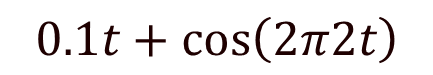 0.1t + cos(2π2t)